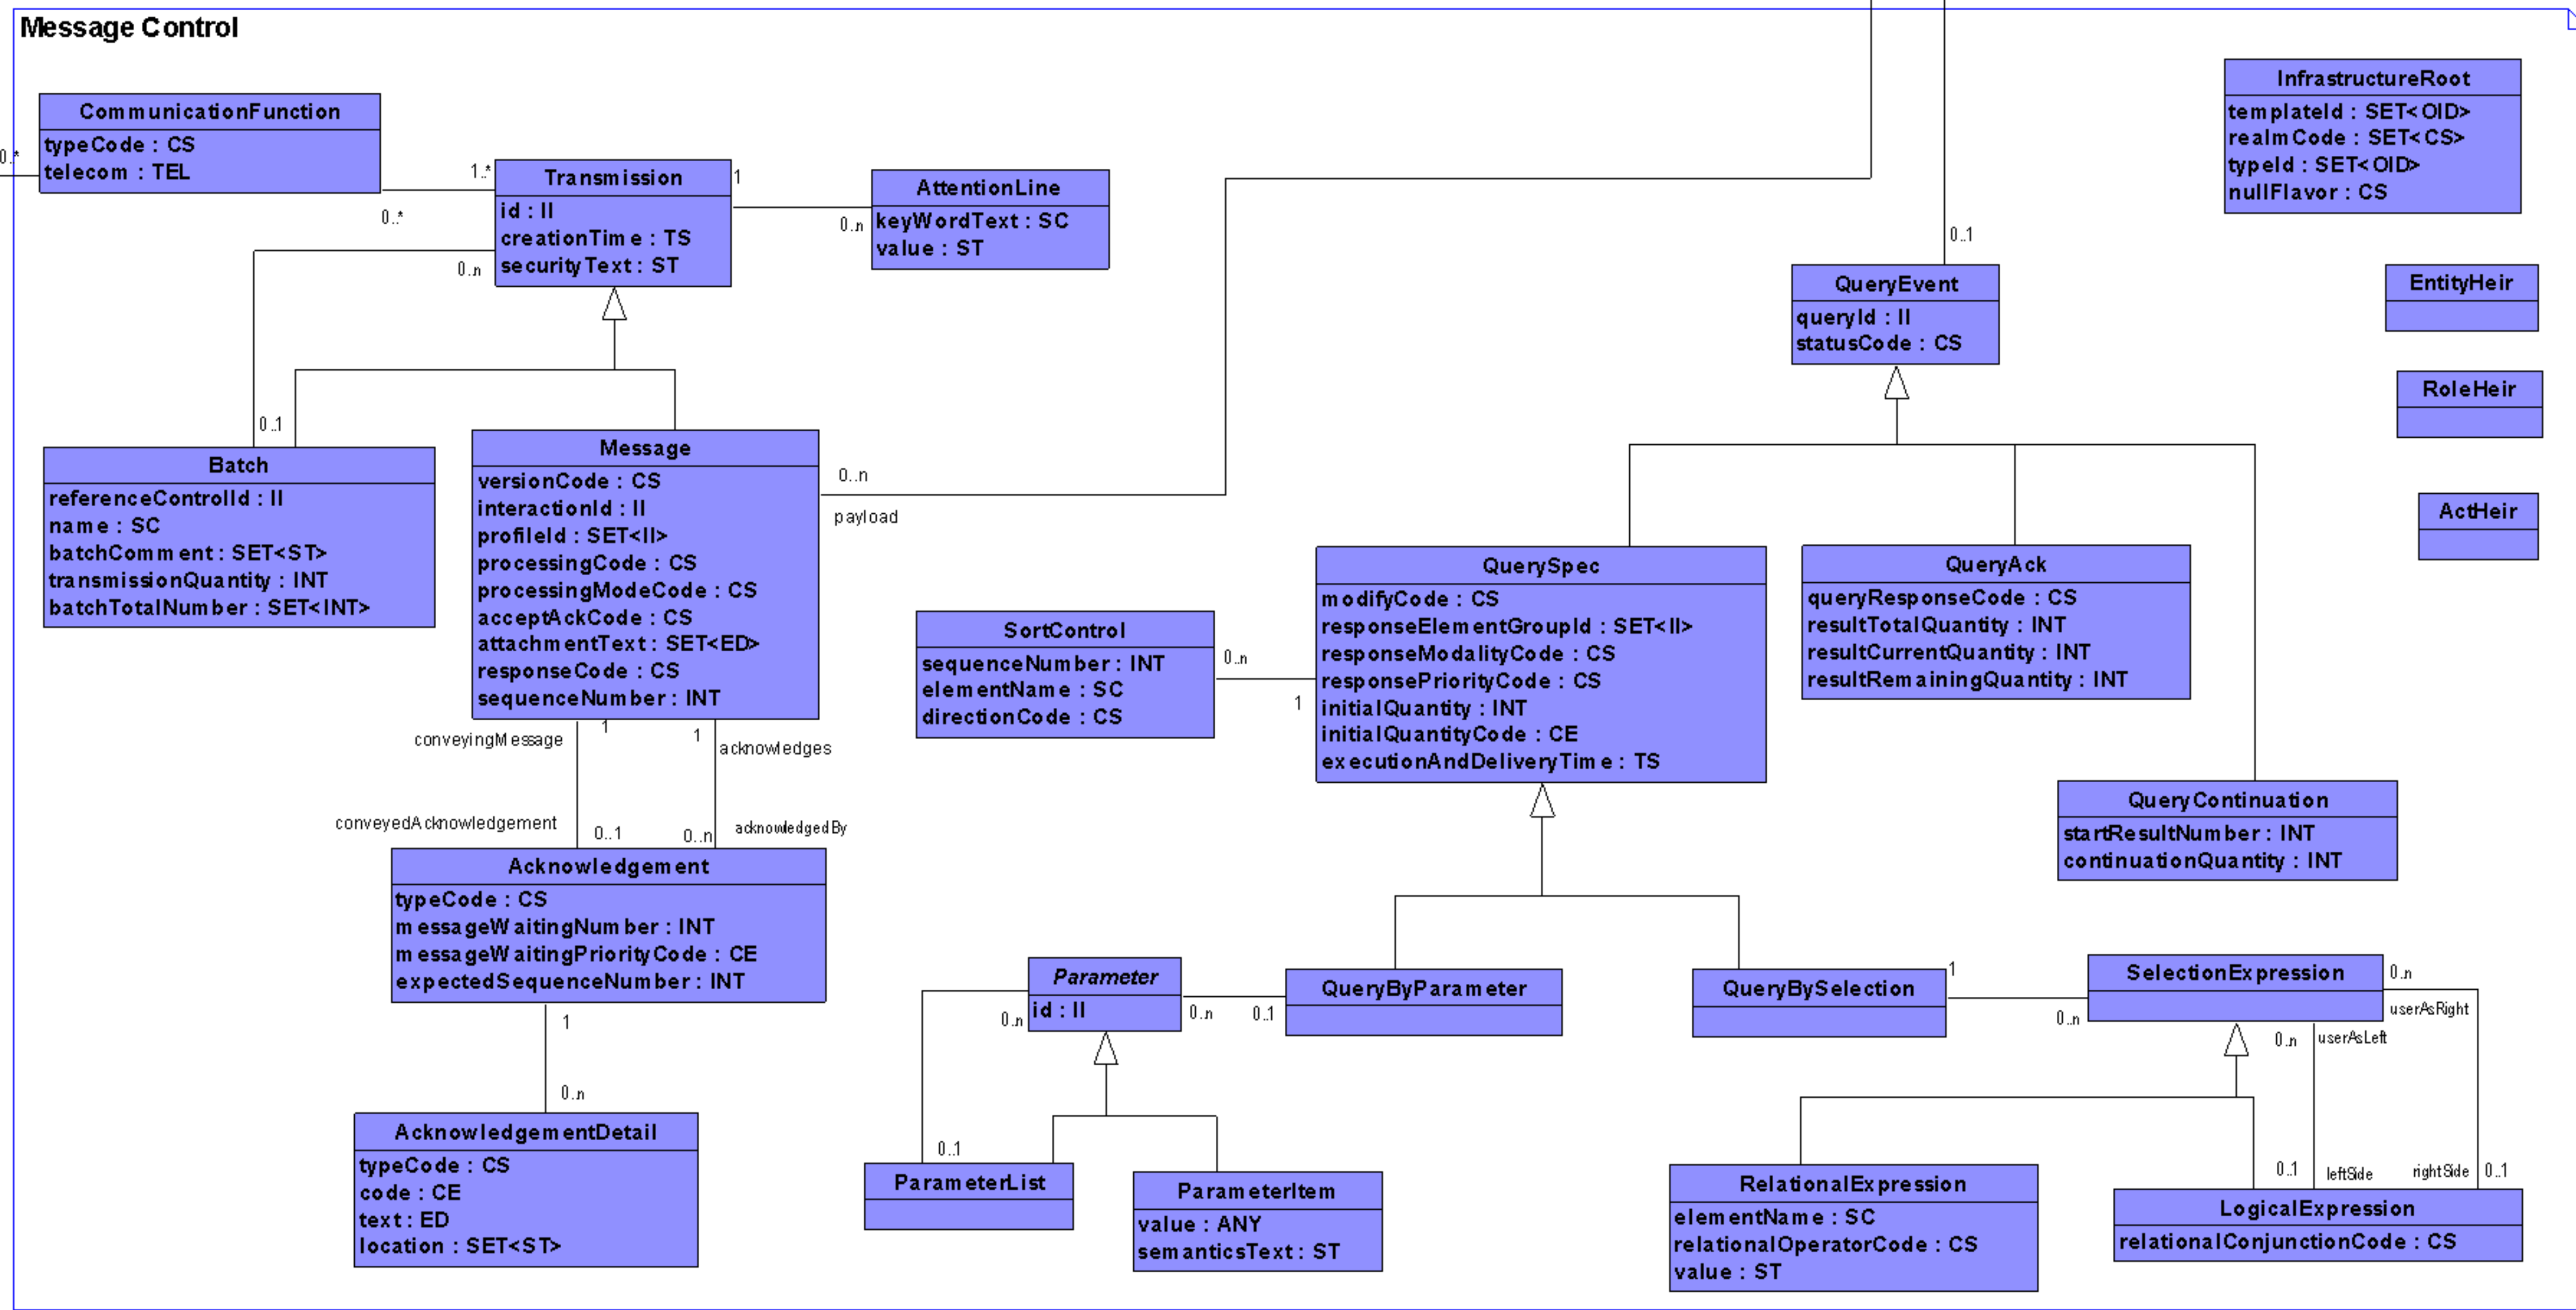 Message Control
CommunicationFunction
typeCode : CS
telecom : TEL
0..*
1..*
0..*
Transmission
id : II
creationTime : TS
securityText : ST
1
0..n
0..n
0..1
AttentionLine
keyWordText : SC
value : ST
InfrastructureRoot
templateId : SET<OID>
realmCode : SET<CS>
typeId : SET<OID>
nullFlavor : CS
0..1
QueryEvent
queryId : II
statusCode : CS
EntityHeir
RoleHeir
ActHeir
Batch
referenceControlId : II
name : SC
batchComment : SET<ST>
transmissionQuantity : INT
batchTotalNumber : SET<INT>
Message
versionCode : CS
interactionId : II
profileId : SET<II>
processingCode : CS
processingModeCode : CS
acceptAckCode : CS
attachmentText : SET<ED>
responseCode : CS
sequenceNumber : INT
0..n
payload
conveyingMessage
1
1
acknowledges
conveyedAcknowledgement
0..1
0..n
acknowledgedBy
SortControl
sequenceNumber : INT
elementName : SC
directionCode : CS
0..n
1
QuerySpec
modifyCode : CS
responseElementGroupId : SET<II>
responseModalityCode : CS
responsePriorityCode : CS
initialQuantity : INT
initialQuantityCode : CE
executionAndDeliveryTime : TS
QueryAck
queryResponseCode : CS
resultTotalQuantity : INT
resultCurrentQuantity : INT
resultRemainingQuantity : INT
QueryContinuation
startResultNumber : INT
continuationQuantity : INT
Acknowledgement
typeCode : CS
messageWaitingNumber : INT
messageWaitingPriorityCode : CE
expectedSequenceNumber : INT
1
0..n
AcknowledgementDetail
typeCode : CS
code : CE
text : ED
location : SET<ST>
Parameter
id : II
0..n
0..n
0..1
QueryByParameter
QueryBySelection
1
0..n
SelectionExpression
0..n
userAsRight
0..n
userAsLeft
0..1
ParameterList
ParameterItem
value : ANY
semanticsText : ST
RelationalExpression
elementName : SC
relationalOperatorCode : CS
value : ST
0..1
leftSide
rightSide
0..1
LogicalExpression
relationalConjunctionCode : CS